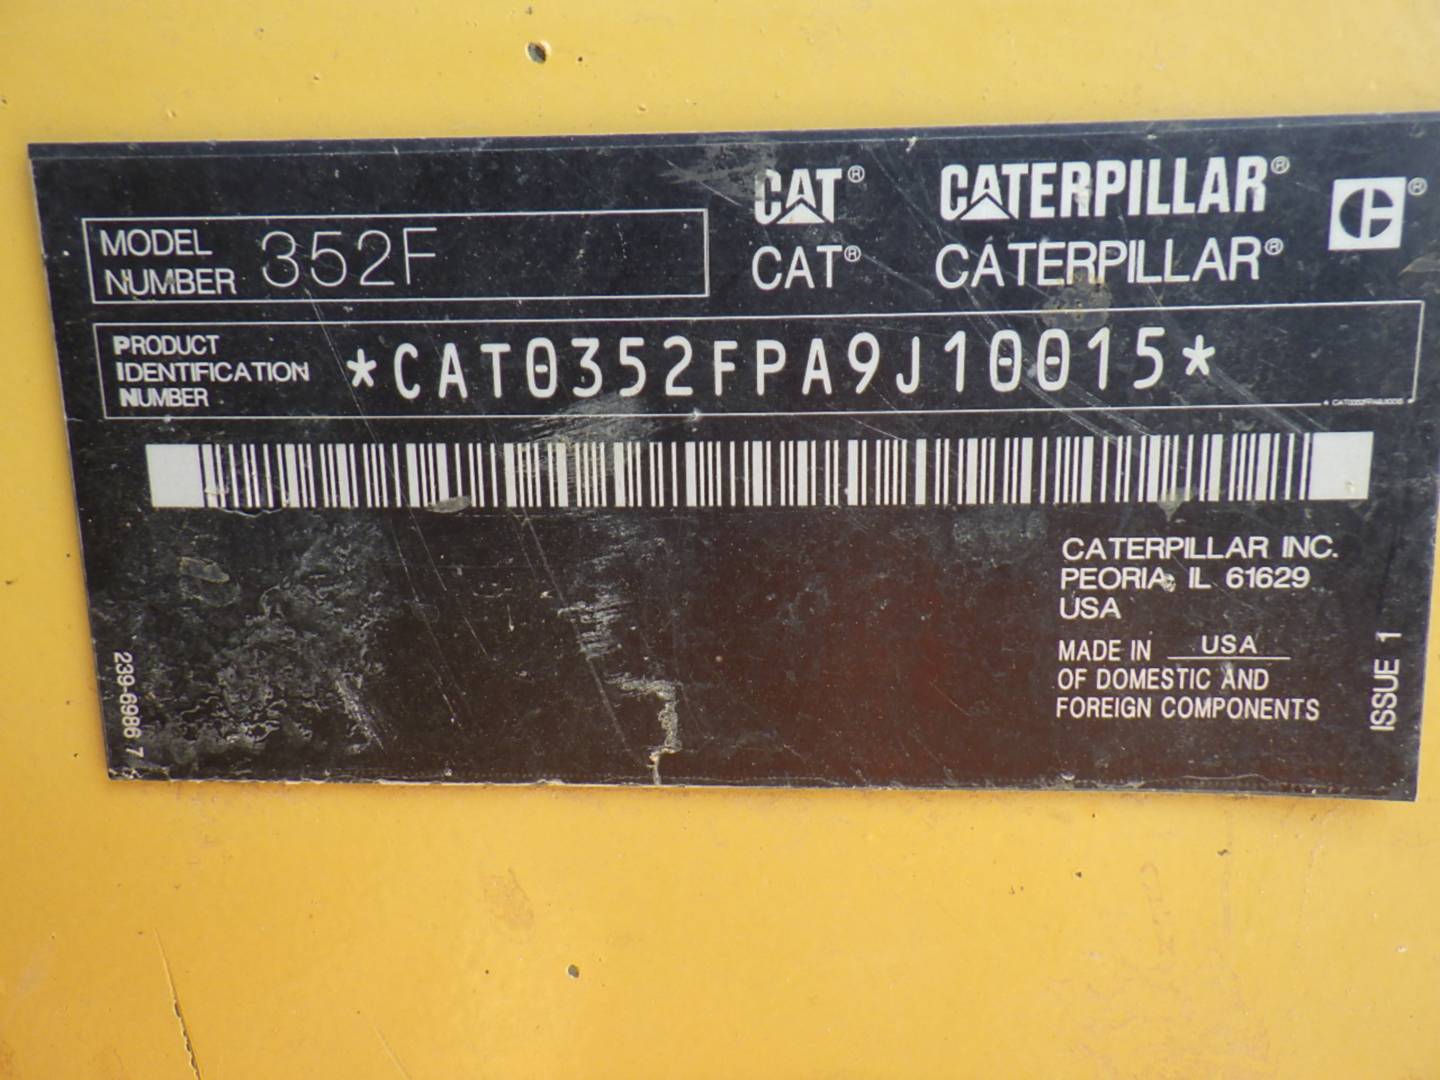 CAT® CATERPILLAR®
CAT® CATERPILLAR®
MODEL
NUMBER 352F
PRODUCT
IDENTIFICATION
NUMBER
*CAT0352FPA9J10015*
CATERPILLAR INC.
PEORIA, IL 61629
USA
MADE IN USA
OF DOMESTIC AND
FOREIGN COMPONENTS
239-6986 7
ISSUE 1